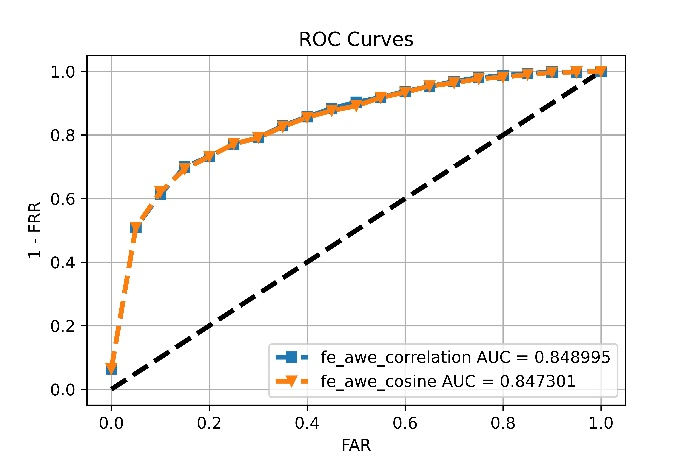 ROC Curves
1 - FRR
1.0
0.8
0.6
0.4
0.2
0.0
fe_awe_correlation AUC = 0.848995
fe_awe_cosine AUC = 0.847301
0.0 0.2 0.4 0.6 0.8 1.0
FAR